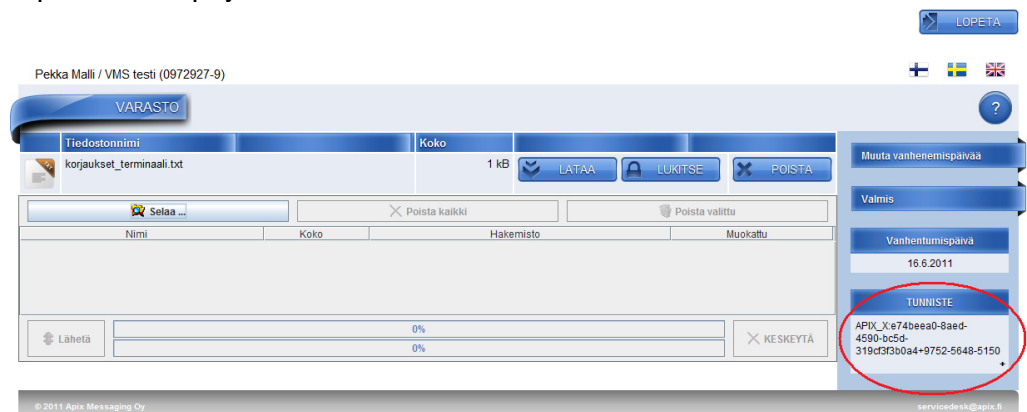 LOPETA
Pekka Malli / VMS testi (0972927-9)
VARASTO
?
Tiedostonnimi Koko
korjaukset_terminaali.txt 1 kB LATAA LUKITSE POISTA
Muuta vanhenemispäivää
Selaa ... Poista kaikki Poista valittu
Valmis
Nimi Koko Hakemisto Muokattu
Vanhentumispäivä
16.6.2011
TUNNISTE
APIX_X:e74beea0-8aed-
4590-bc5d-
319cf3f3b0a4+9752-5648-5150
+
Lähetä 0% KESKEYTÄ
0%
© 2011 Apix Messaging Oy servicedesk@apix.fi